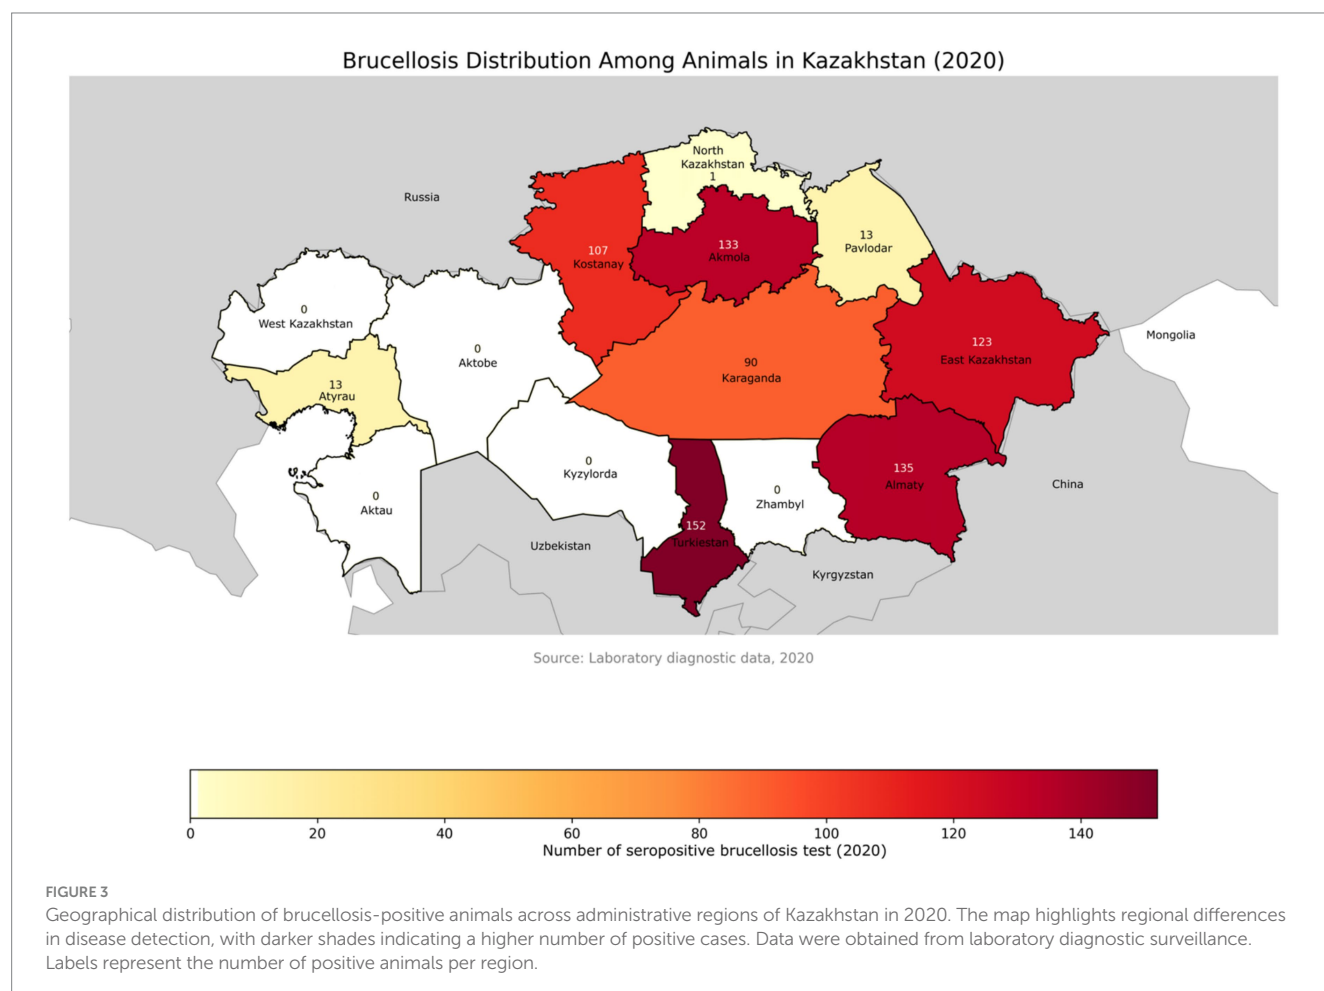 Brucellosis Distribution Among Animals in Kazakhstan (2020)
North
Kazakhstan
1
Russia
13
Pavlodar
107
Kostanay
133
Akmola
0
West Kazakhstan
Mongolia
0
Aktobe
123
East Kazakhstan
90
Karaganda
13
Atyrau
0
Kyzylorda
135
Almaty
0
Zhambyl
China
0
Aktau
152
Turkiestan
Uzbekistan
Kyrgyzstan
Source: Laboratory diagnostic data, 2020
0 20 40 60 80 100 120 140
Number of seropositive brucellosis test (2020)
FIGURE 3
Geographical distribution of brucellosis-positive animals across administrative regions of Kazakhstan in 2020. The map highlights regional differences
in disease detection, with darker shades indicating a higher number of positive cases. Data were obtained from laboratory diagnostic surveillance.
Labels represent the number of positive animals per region.